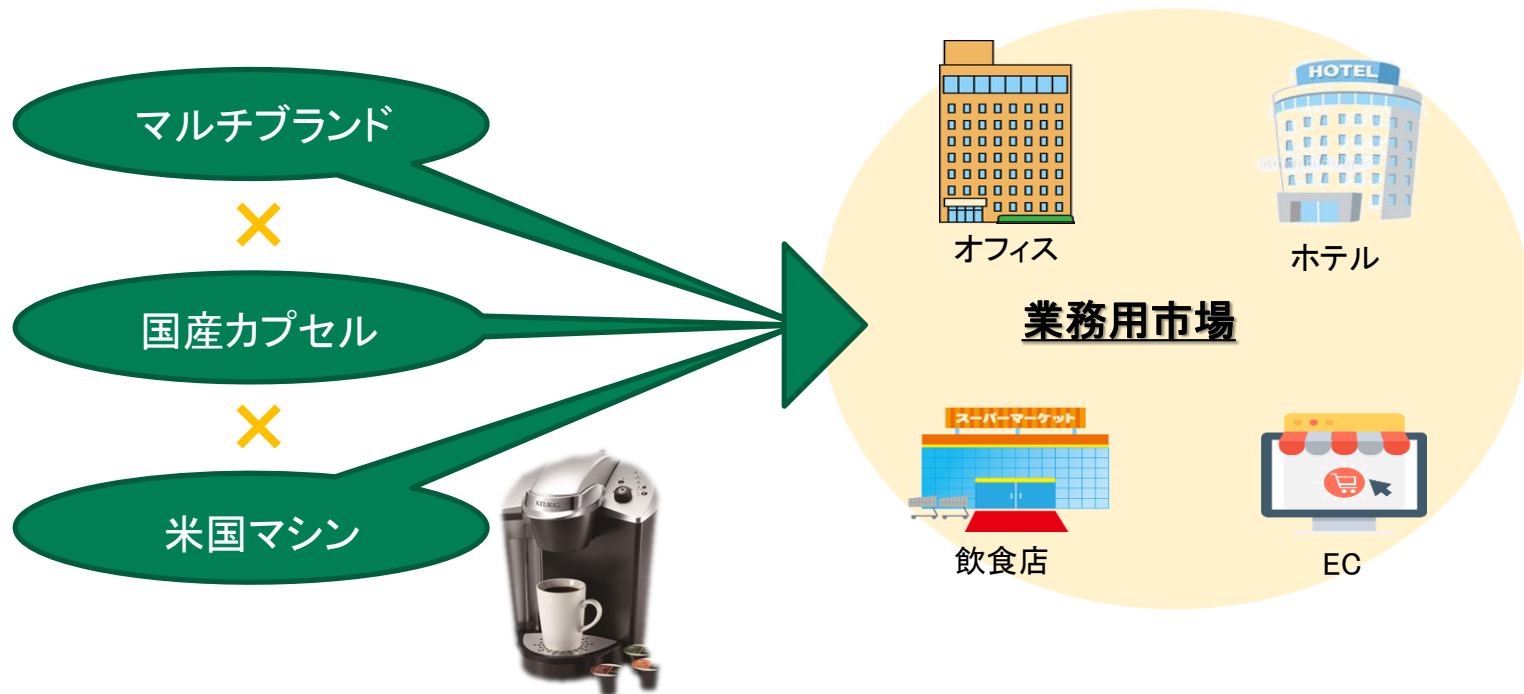 マルチブランド
×
国産カプセル
×
米国マシン
KEURIG
HOTEL
オフィス
ホテル
業務用市場
スーパーマーケット
飲食店
EC